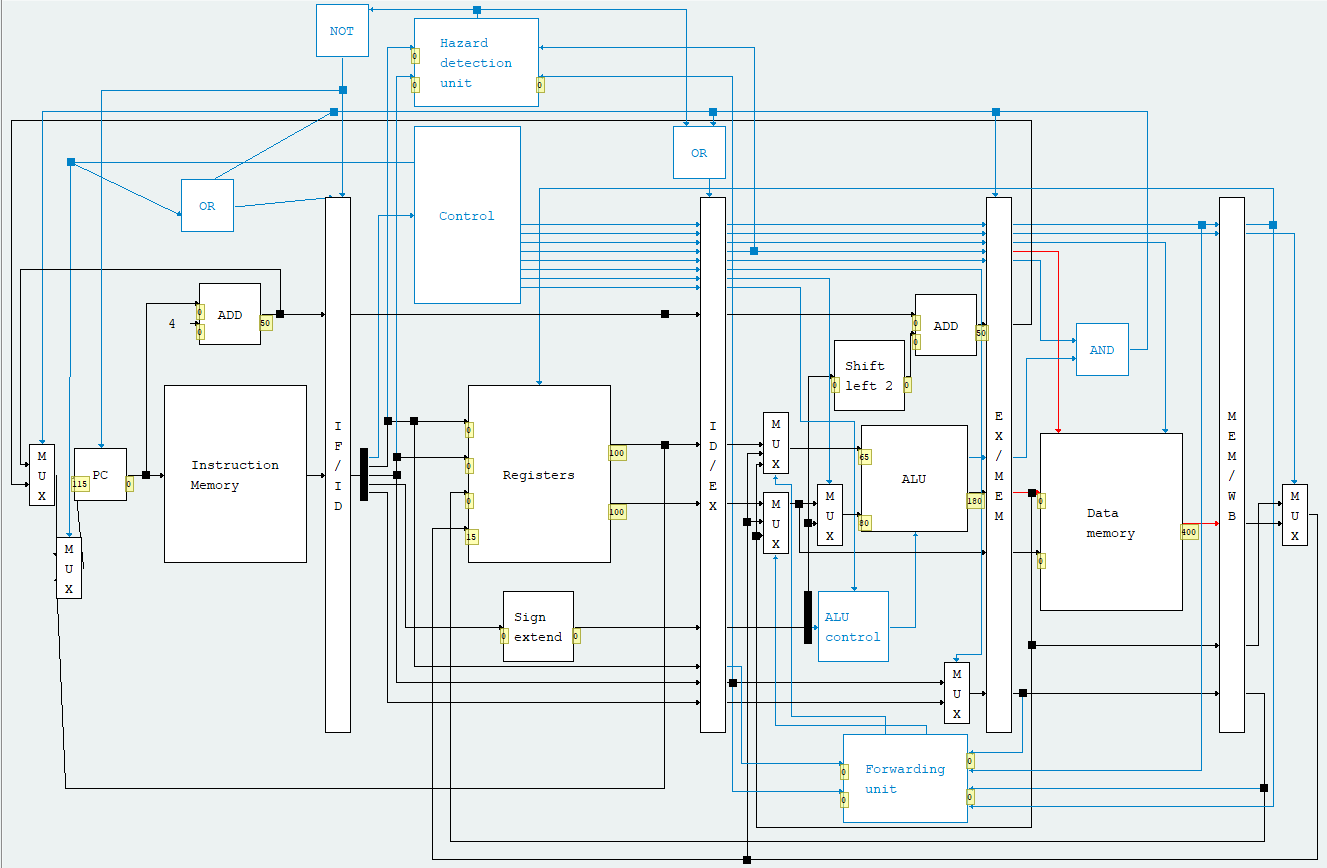 NOT
Hazard
detection
unit
0
0
0
OR
Control
OR
ADD
0
0
50
4
ADD
0
0
50
Shift
left 2
0
0
AND
M
U
X
PC
115
0
M
U
X
Instruction
Memory
I
F
/
I
D
Registers
0
0
0
15
100
100
Sign
extend
0
0
I
D
/
E
X
M
U
X
M
U
X
M
U
X
ALU
65
80
180
ALU
control
M
U
X
E
X
/
M
E
M
Data
memory
0
0
400
M
E
M
/
W
B
M
U
X
Forwarding
unit
0
0
0
0